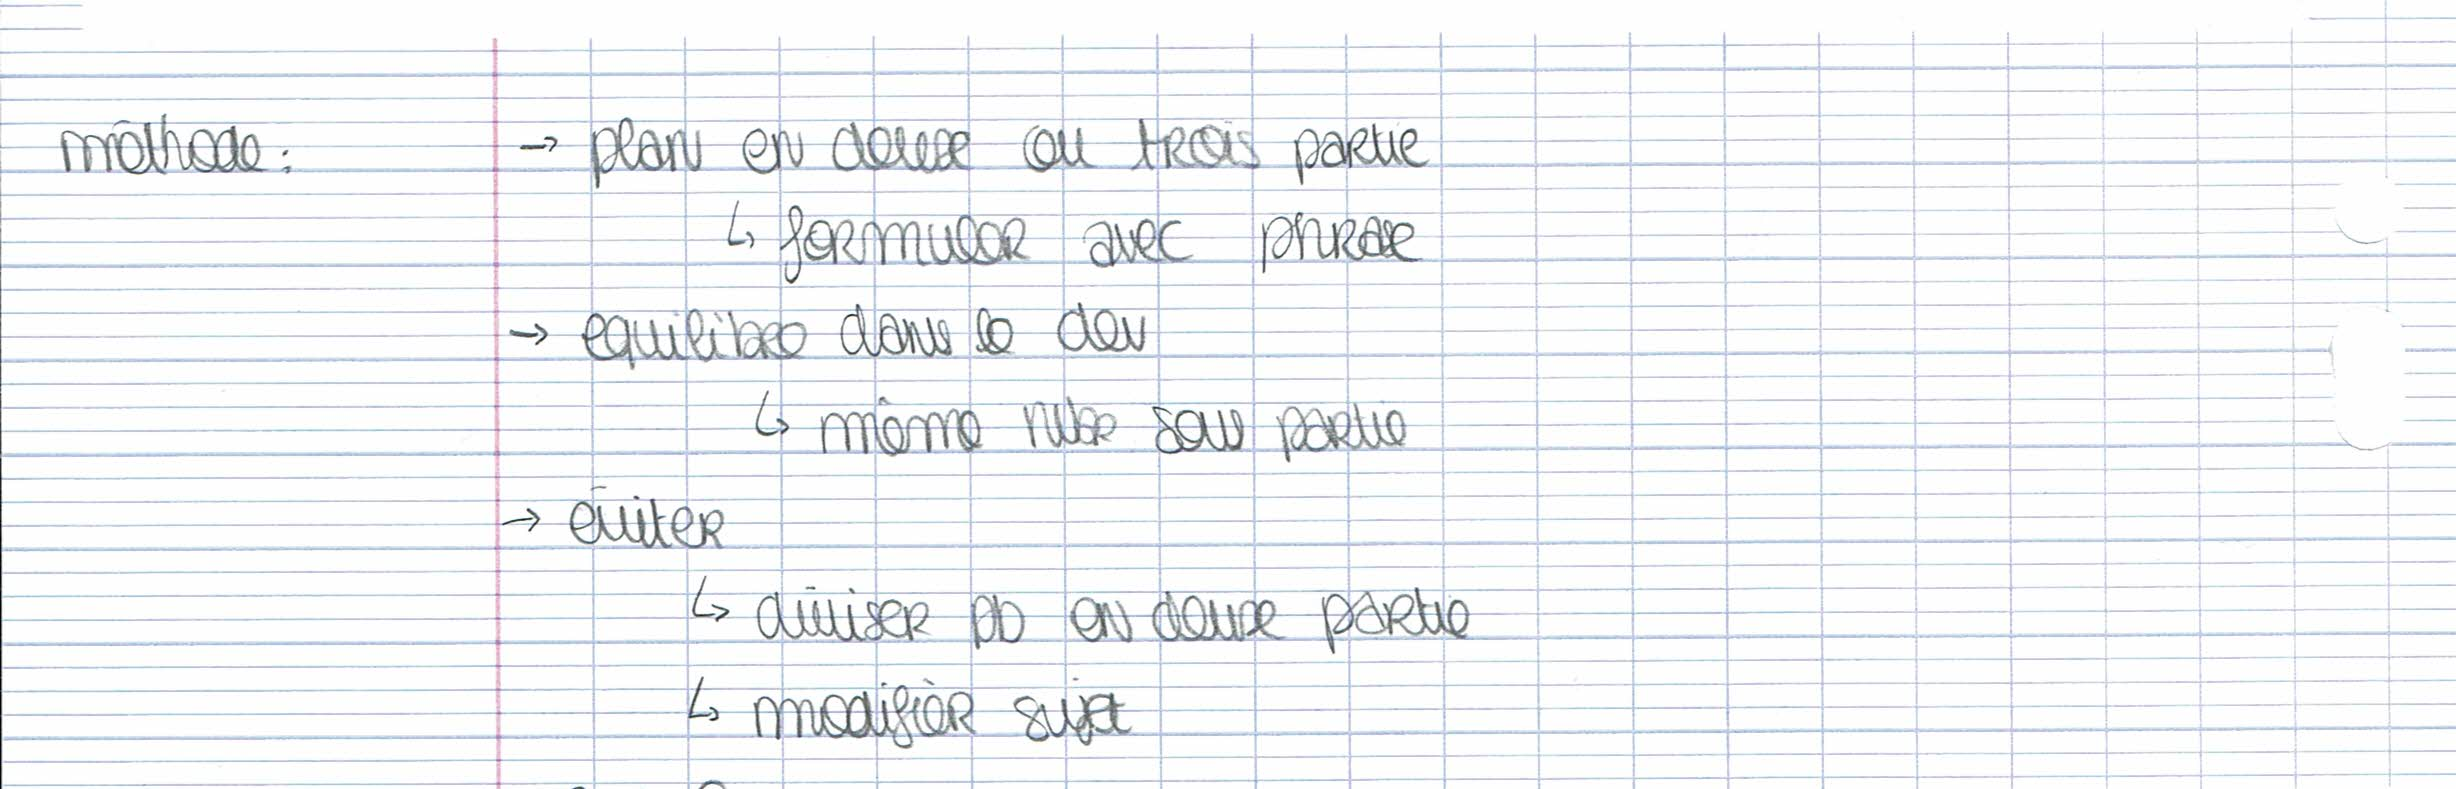 méthode : → plan en deux ou trois partie
↳ formuler avec phrase
→ equilibre dans le dev
↳ même nbr sous partie
→ éviter
↳ diviser pb en deux partie
↳ modifier sujet